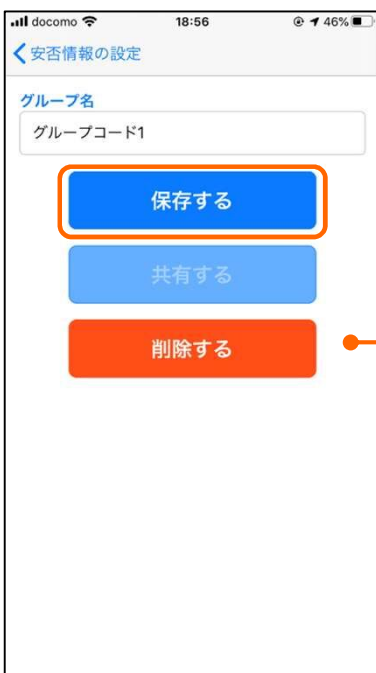 docomo 18:56 46%
安否情報の設定
グループ名
グループコード1
保存する
共有する
削除する